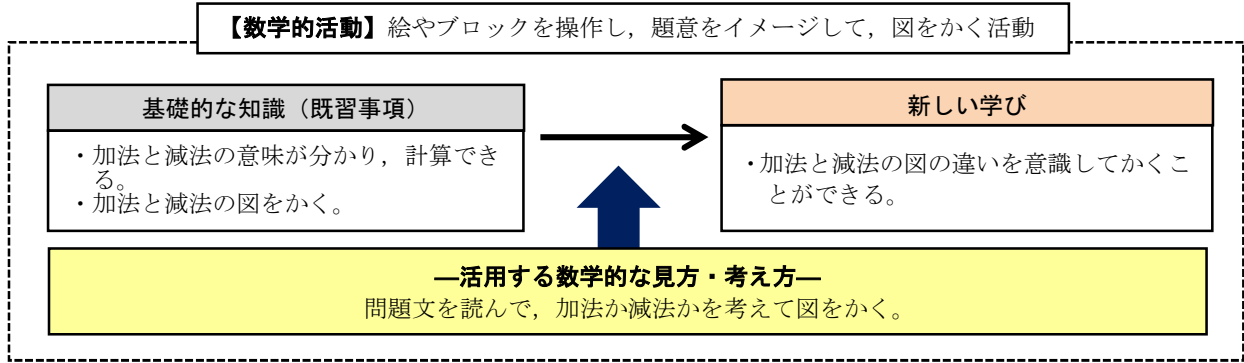 【数学的活動】絵やブロックを操作し，題意をイメージして，図をかく活動
基礎的な知識（既習事項）
・加法と減法の意味が分かり，計算でき
る。
・加法と減法の図をかく。
新しい学び
・加法と減法の図の違いを意識してかくこ
とができる。
―活用する数学的な見方・考え方―
問題文を読んで，加法か減法かを考えて図をかく。